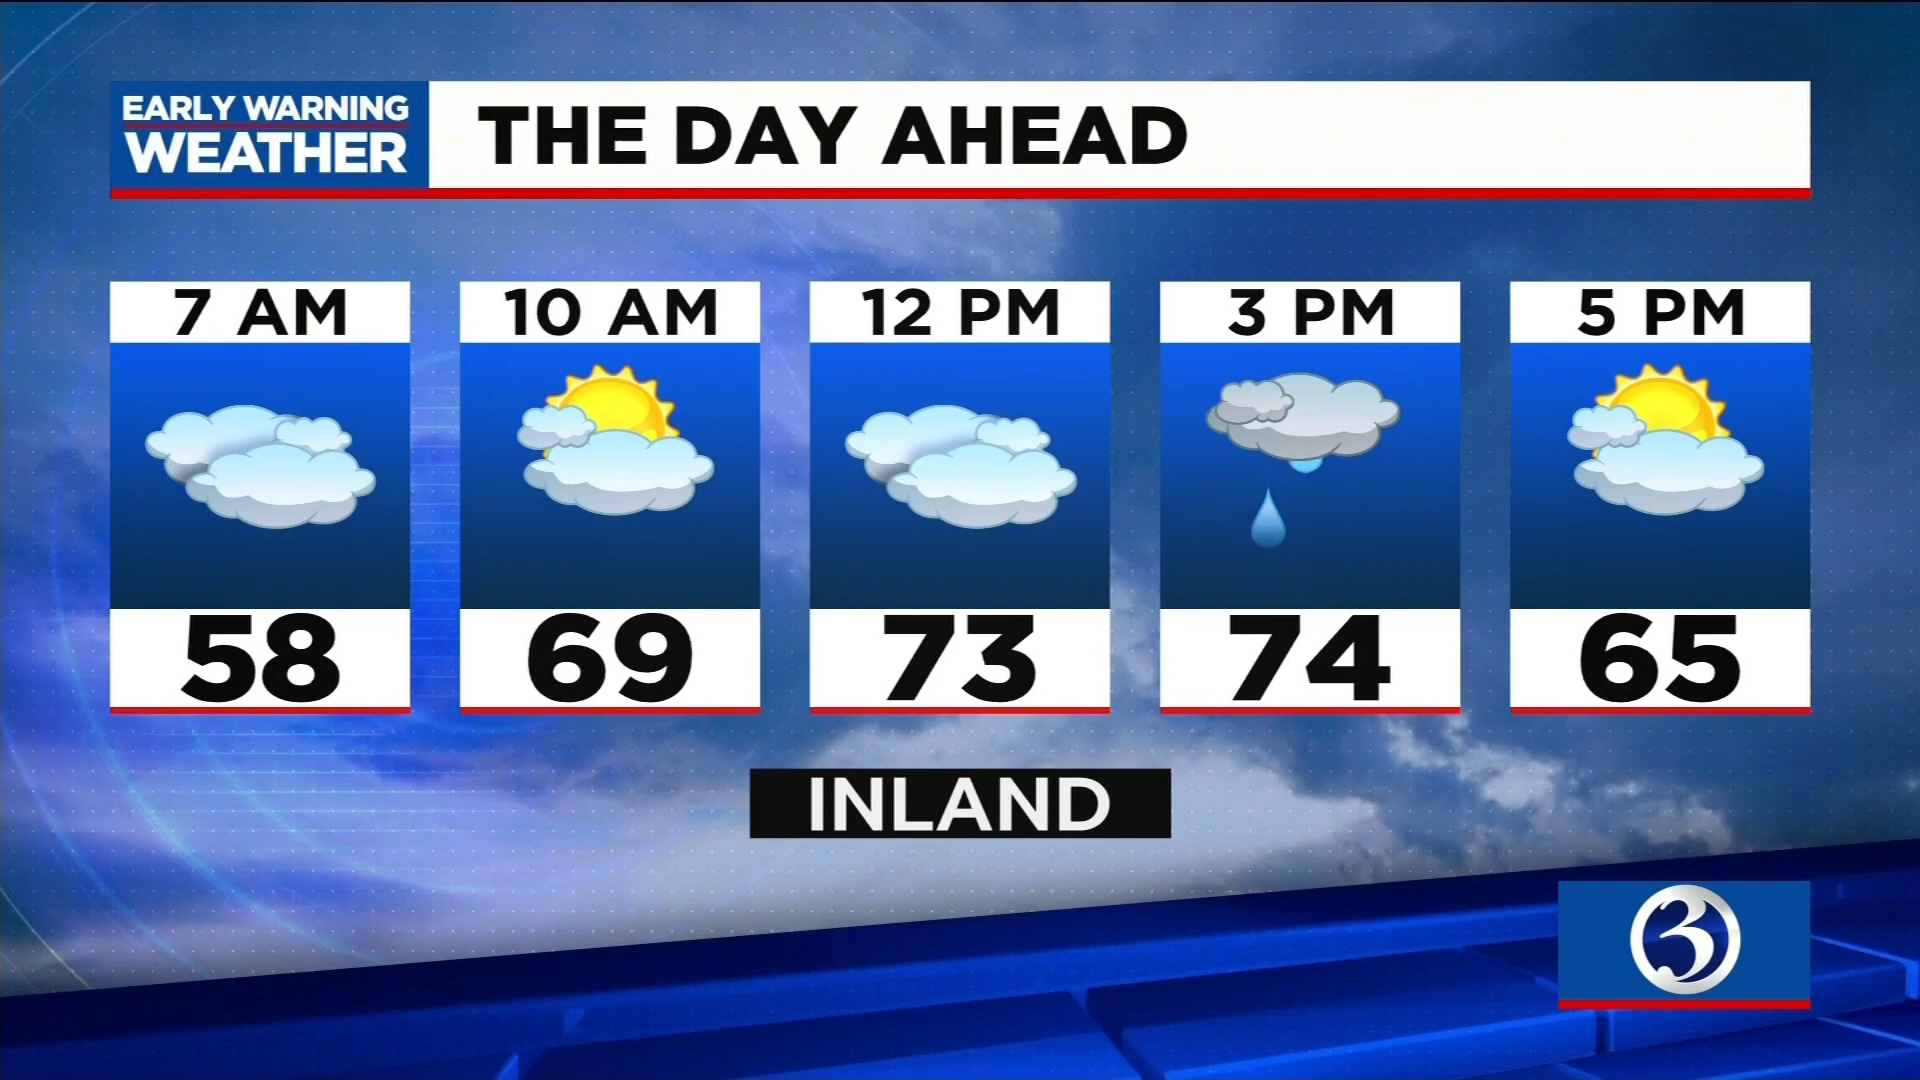 EARLY WARNING
WEATHER
THE DAY AHEAD
7 AM
10 AM
12 PM
3 PM
5 PM
58
69
73
74
65
INLAND
3